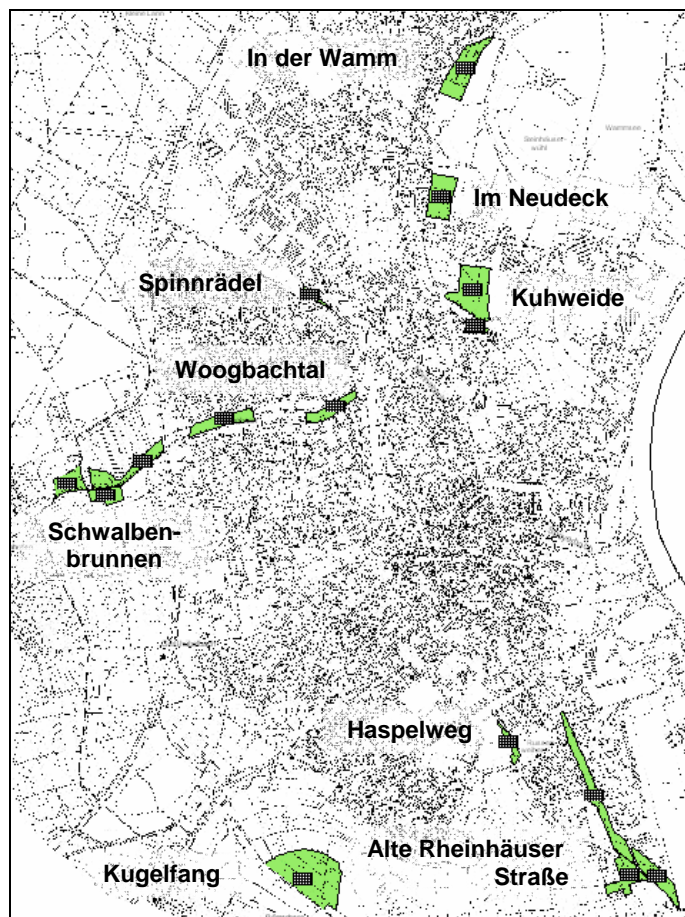 In der Wamm
Im Neudeck
Spinnrädel
Kuhweide
Woogbachtal
Schwalben-
brunnen
Haspelweg
Alte Rheinhäuser
Straße
Kugelfang